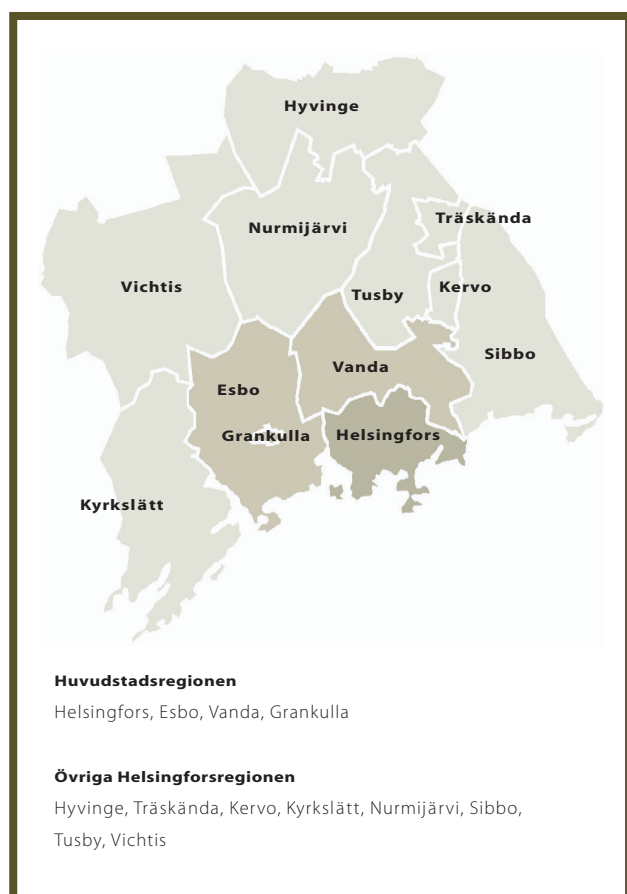 Hyvinge
Träskända
Nurmijärvi
Vichtis
Tusby
Kervo
Sibbo
Vanda
Esbo
Grankulla
Helsingfors
Kyrkslätt
Huvudstadsregionen
Helsingfors, Esbo, Vanda, Grankulla
Övriga Helsingforsregionen
Hyvinge, Träskända, Kervo, Kyrkslätt, Nurmijärvi, Sibbo,
Tusby, Vichtis